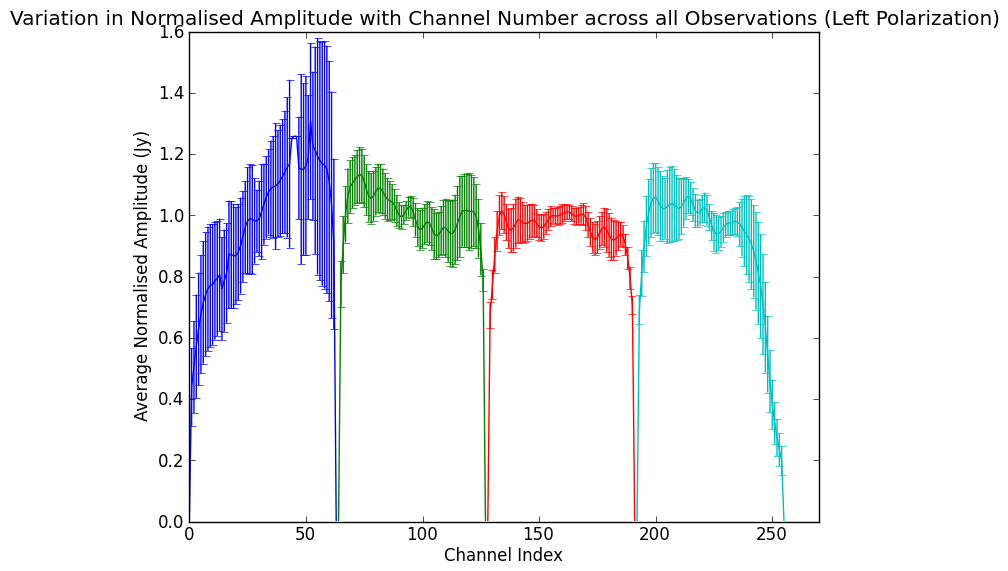 Variation in Normalised Amplitude with Channel Number across all Observations (Left Polarization)
1.6
1.4
1.2
1.0
0.8
0.6
0.4
0.2
0.0
Average Normalised Amplitude (Jy)
0 50 100 150 200 250
Channel Index